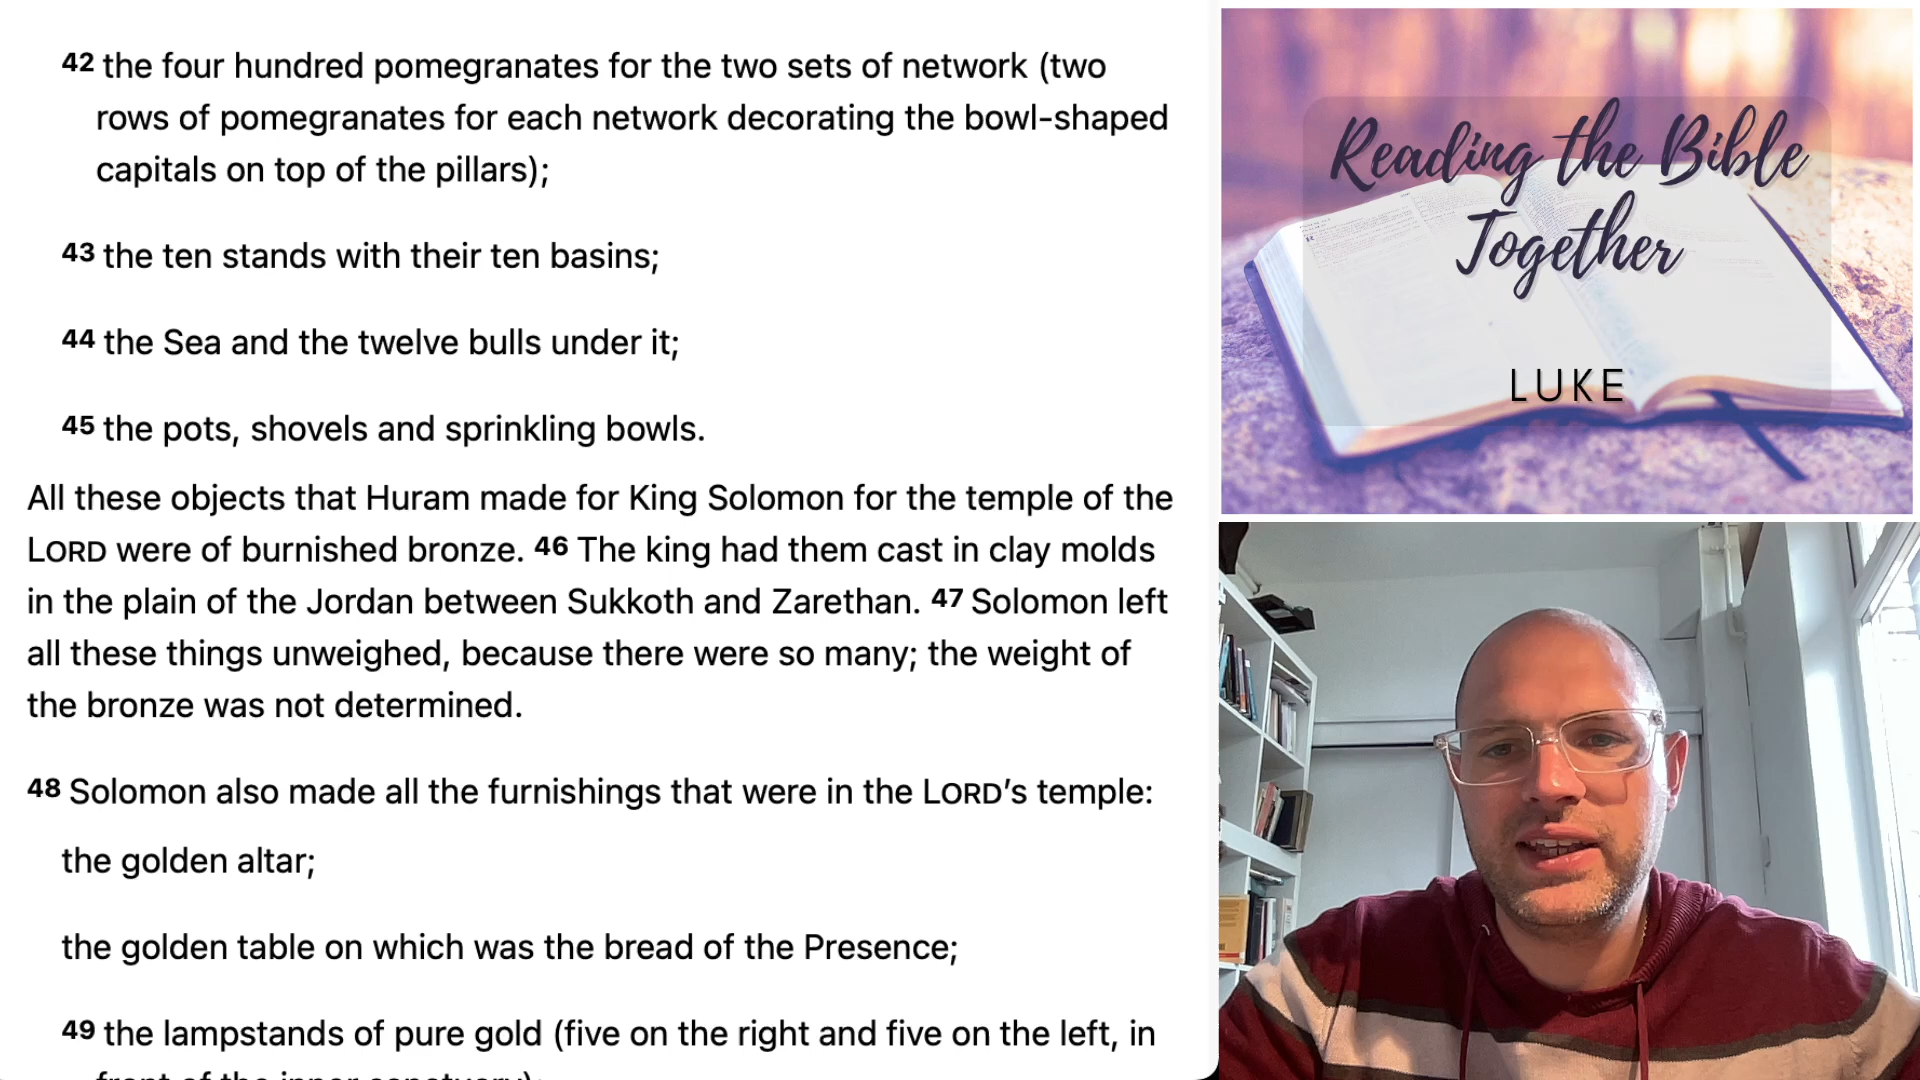 42 the four hundred pomegranates for the two sets of network (two
rows of pomegranates for each network decorating the bowl-shaped
capitals on top of the pillars);
43 the ten stands with their ten basins;
44 the Sea and the twelve bulls under it;
45 the pots, shovels and sprinkling bowls.
All these objects that Huram made for King Solomon for the temple of the
LORD were of burnished bronze. 46 The king had them cast in clay molds
in the plain of the Jordan between Sukkoth and Zarethan. 47 Solomon left
all these things unweighed, because there were so many; the weight of
the bronze was not determined.
48 Solomon also made all the furnishings that were in the LORD’s temple:
the golden altar;
the golden table on which was the bread of the Presence;
49 the lampstands of pure gold (five on the right and five on the left, in
front of the inner sanctuary);
Reading the Bible
Together
LUKE